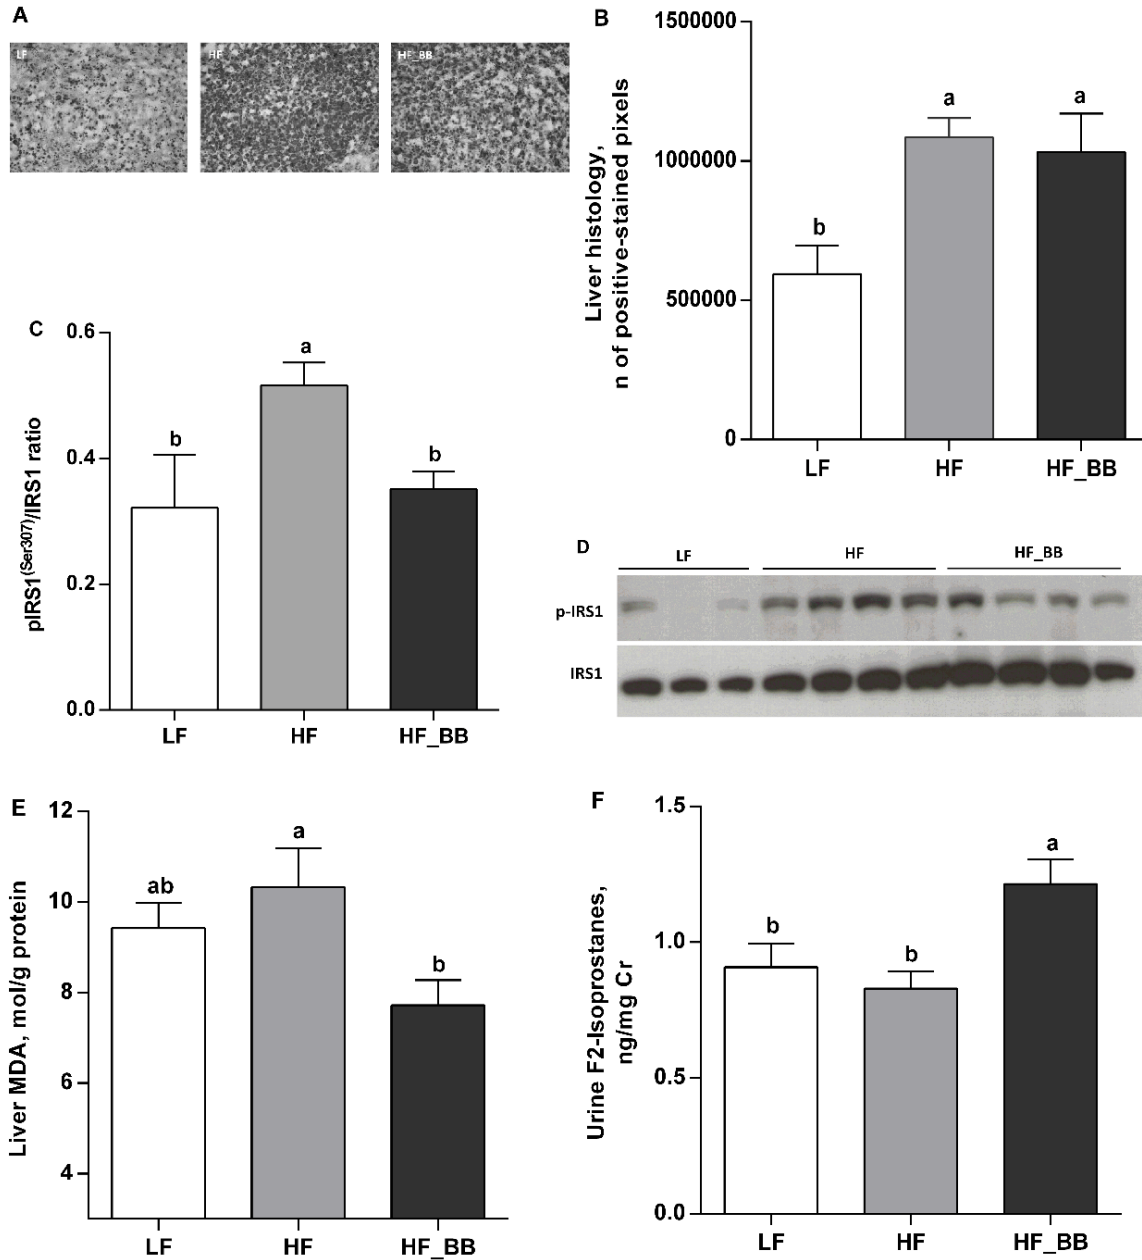 A
LF
HF
HF_BB
B
Liver histology,
n of positive-stained pixels
1500000
1000000
500000
0
b
a
a
LF
HF
HF_BB
C
pIRS1(Ser307)/IRS1 ratio
0.6
0.4
0.2
0.0
b
a
b
LF
HF
HF_BB
D
LF
HF
HF_BB
p-IRS1
IRS1
E
Liver MDA, mol/g protein
12
10
8
6
4
ab
a
b
LF
HF
HF_BB
F
Urine F2-Isoprostanes,
ng/mg Cr
1.5
1.0
0.5
0.0
b
b
a
LF
HF
HF_BB